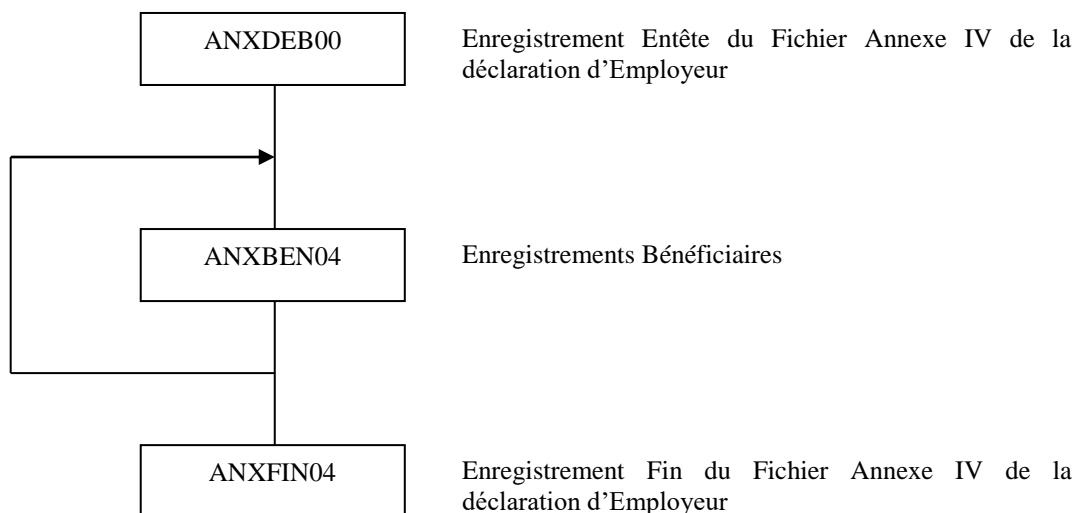 ANXDEB00
Enregistrement Entête du Fichier Annexe IV de la
déclaration d’Employeur
ANXBEN04
Enregistrements Bénéficiaires
ANXFIN04
Enregistrement Fin du Fichier Annexe IV de la
déclaration d’Employeur